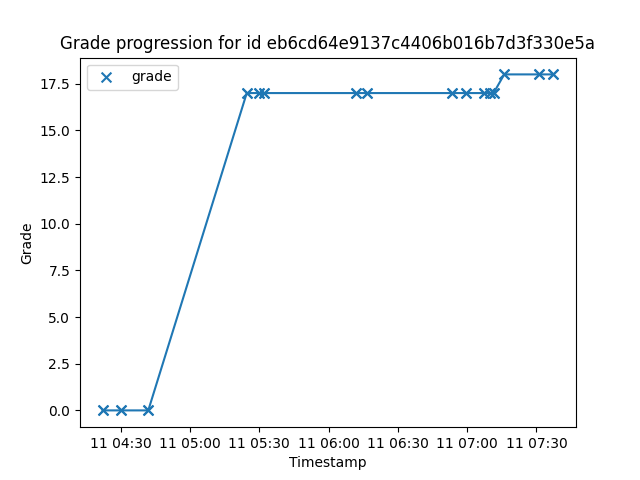 Grade progression for id eb6cd64e9137c4406b016b7d3f330e5a
grade
17.5
15.0
12.5
10.0
7.5
5.0
2.5
0.0
Grade
11 04:30 11 05:00 11 05:30 11 06:00 11 06:30 11 07:00 11 07:30
Timestamp